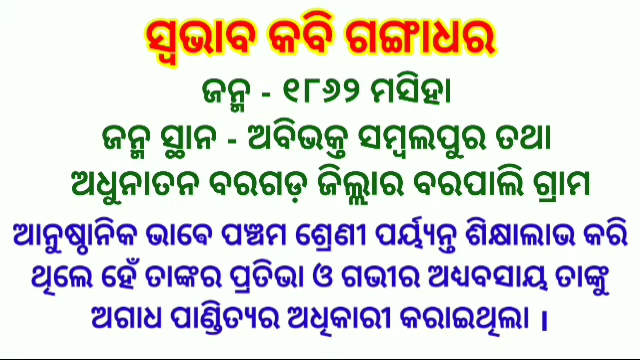 ସ୍ୱଭାବ କବି ଗଙ୍ଗାଧର
ଜନ୍ମ - ୧୮୬୨ ମସିହା
ଜନ୍ମ ସ୍ଥାନ - ଅବିଭକ୍ତ ସମ୍ବଲପୁର ତଥା
ଅଧୁନାତନ ବରଗଡ଼ ଜିଲ୍ଲାର ବରପାଲି ଗ୍ରାମ
ଆନୁଷ୍ଠାନିକ ଭାବେ ପଞ୍ଚମ ଶ୍ରେଣୀ ପର୍ୟ୍ୟନ୍ତ ଶିକ୍ଷାଲାଭ କରି
ଥିଲେ ହେଁ ତାଙ୍କର ପ୍ରତିଭା ଓ ଗଭୀର ଅଧ୍ୟବସାୟ ତାଙ୍କୁ
ଅଗାଧ ପାଣ୍ଡିତ୍ୟର ଅଧିକାରୀ କରାଇଥିଲା ।